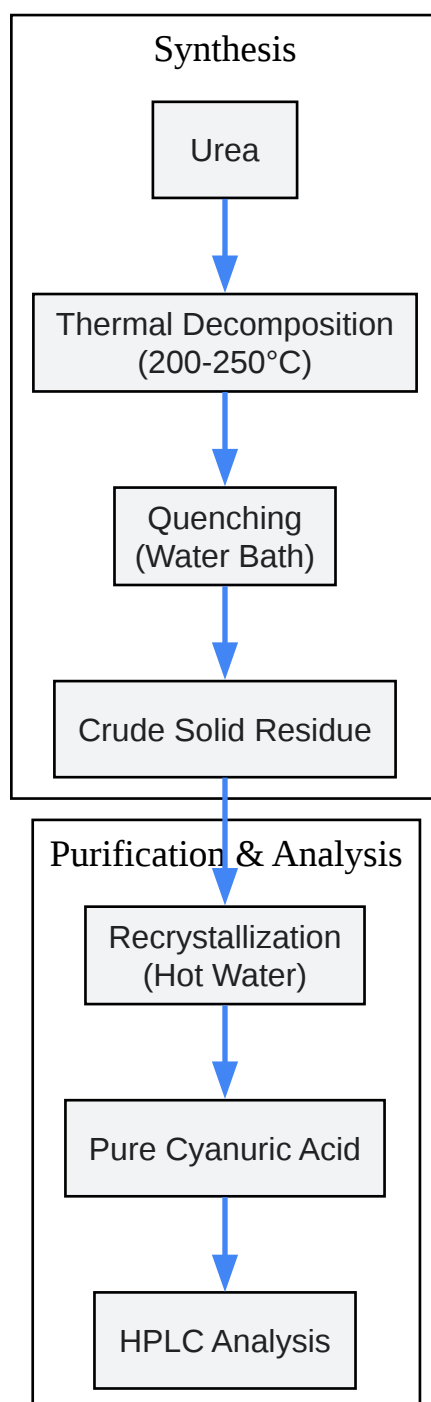 Synthesis
Urea
Thermal Decomposition
(200-250°C)
Quenching
(Water Bath)
Crude Solid Residue
Purification & Analysis
Recrystallization
(Hot Water)
Pure Cyanuric Acid
HPLC Analysis